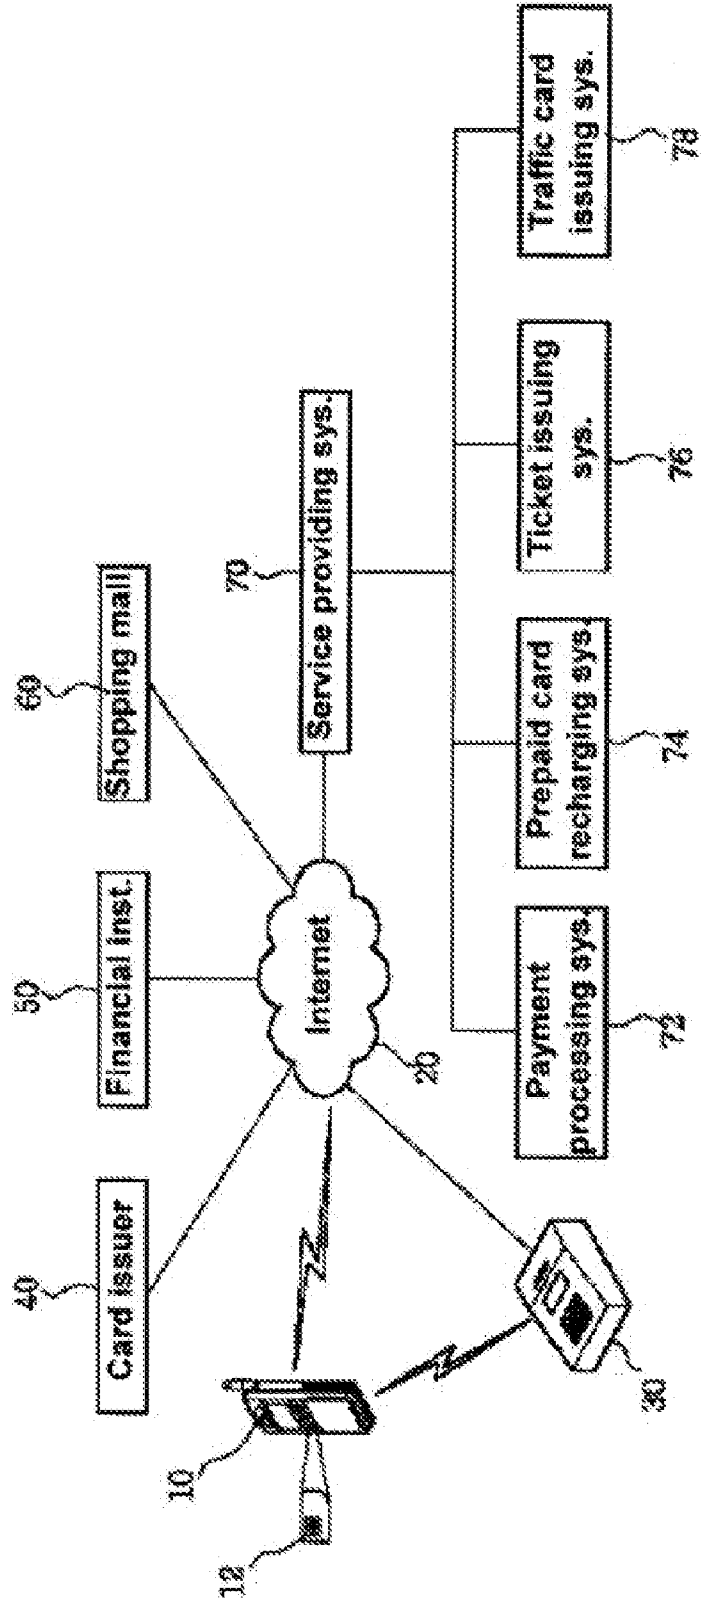 40
Card issuer
50
Financial inst.
60
Shopping mall
10
12
Internet
20
70
Service providing sys.
30
Payment
processing sys.
72
Prepaid card
recharging sys.
74
Ticket issuing
sys.
76
Traffic card
issuing sys.
78